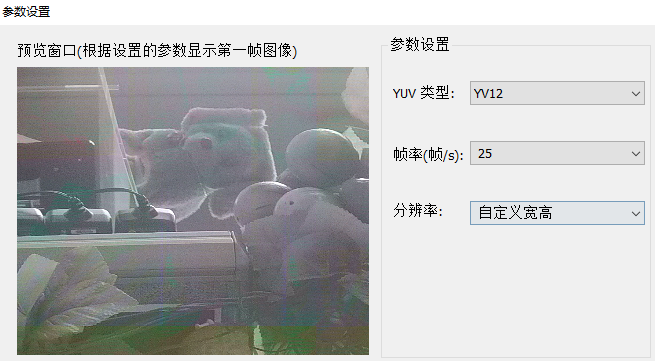 参数设置
预览窗口(根据设置的参数显示第一帧图像)
参数设置
YUV 类型:
YV12
帧率(帧/s):
25
分辨率:
自定义宽高